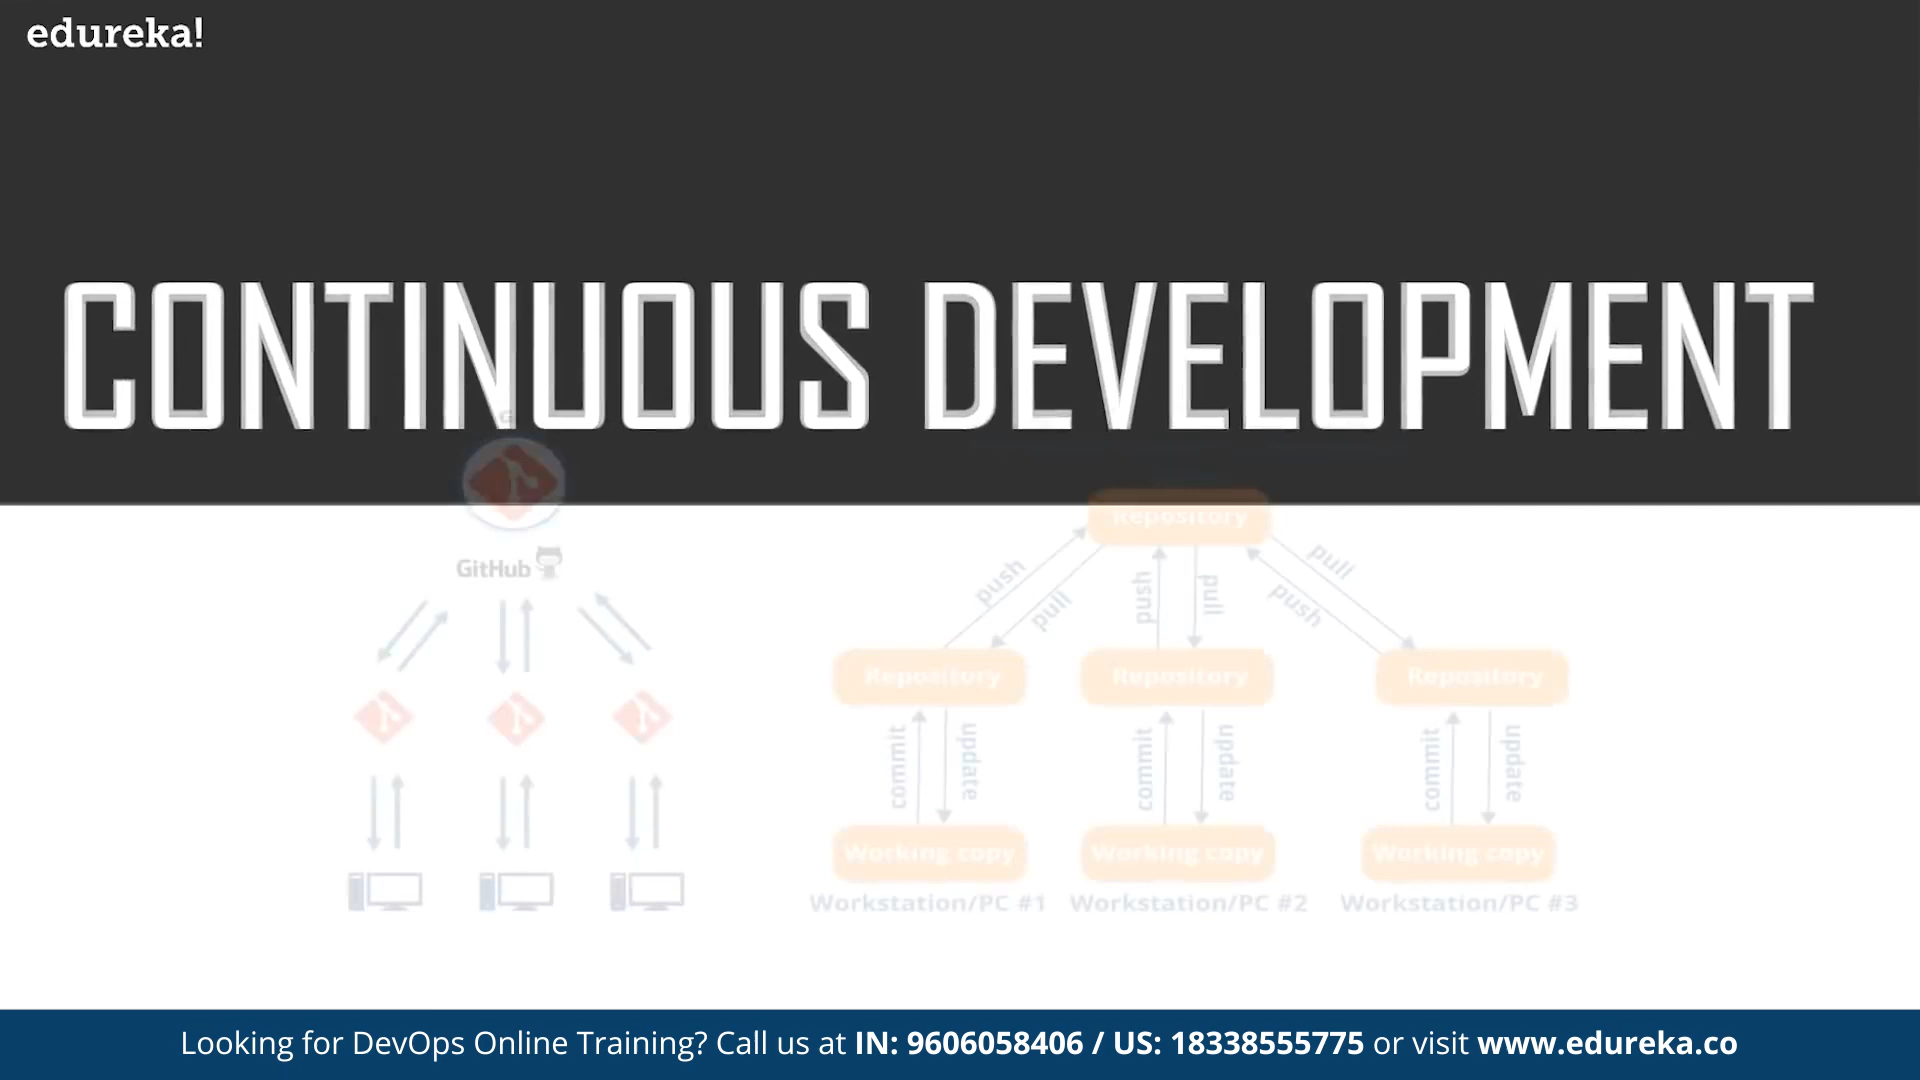 edureka!
CONTINUOUS DEVELOPMENT
G
GitHub
Repository
push
pull
push
pull
push
pull
Repository
Repository
Repository
commit
update
commit
update
commit
update
Working copy
Working copy
Working copy
Workstation/PC #1
Workstation/PC #2
Workstation/PC #3
Looking for DevOps Online Training? Call us at IN: 9606058406 / US: 18338555775 or visit www.edureka.co